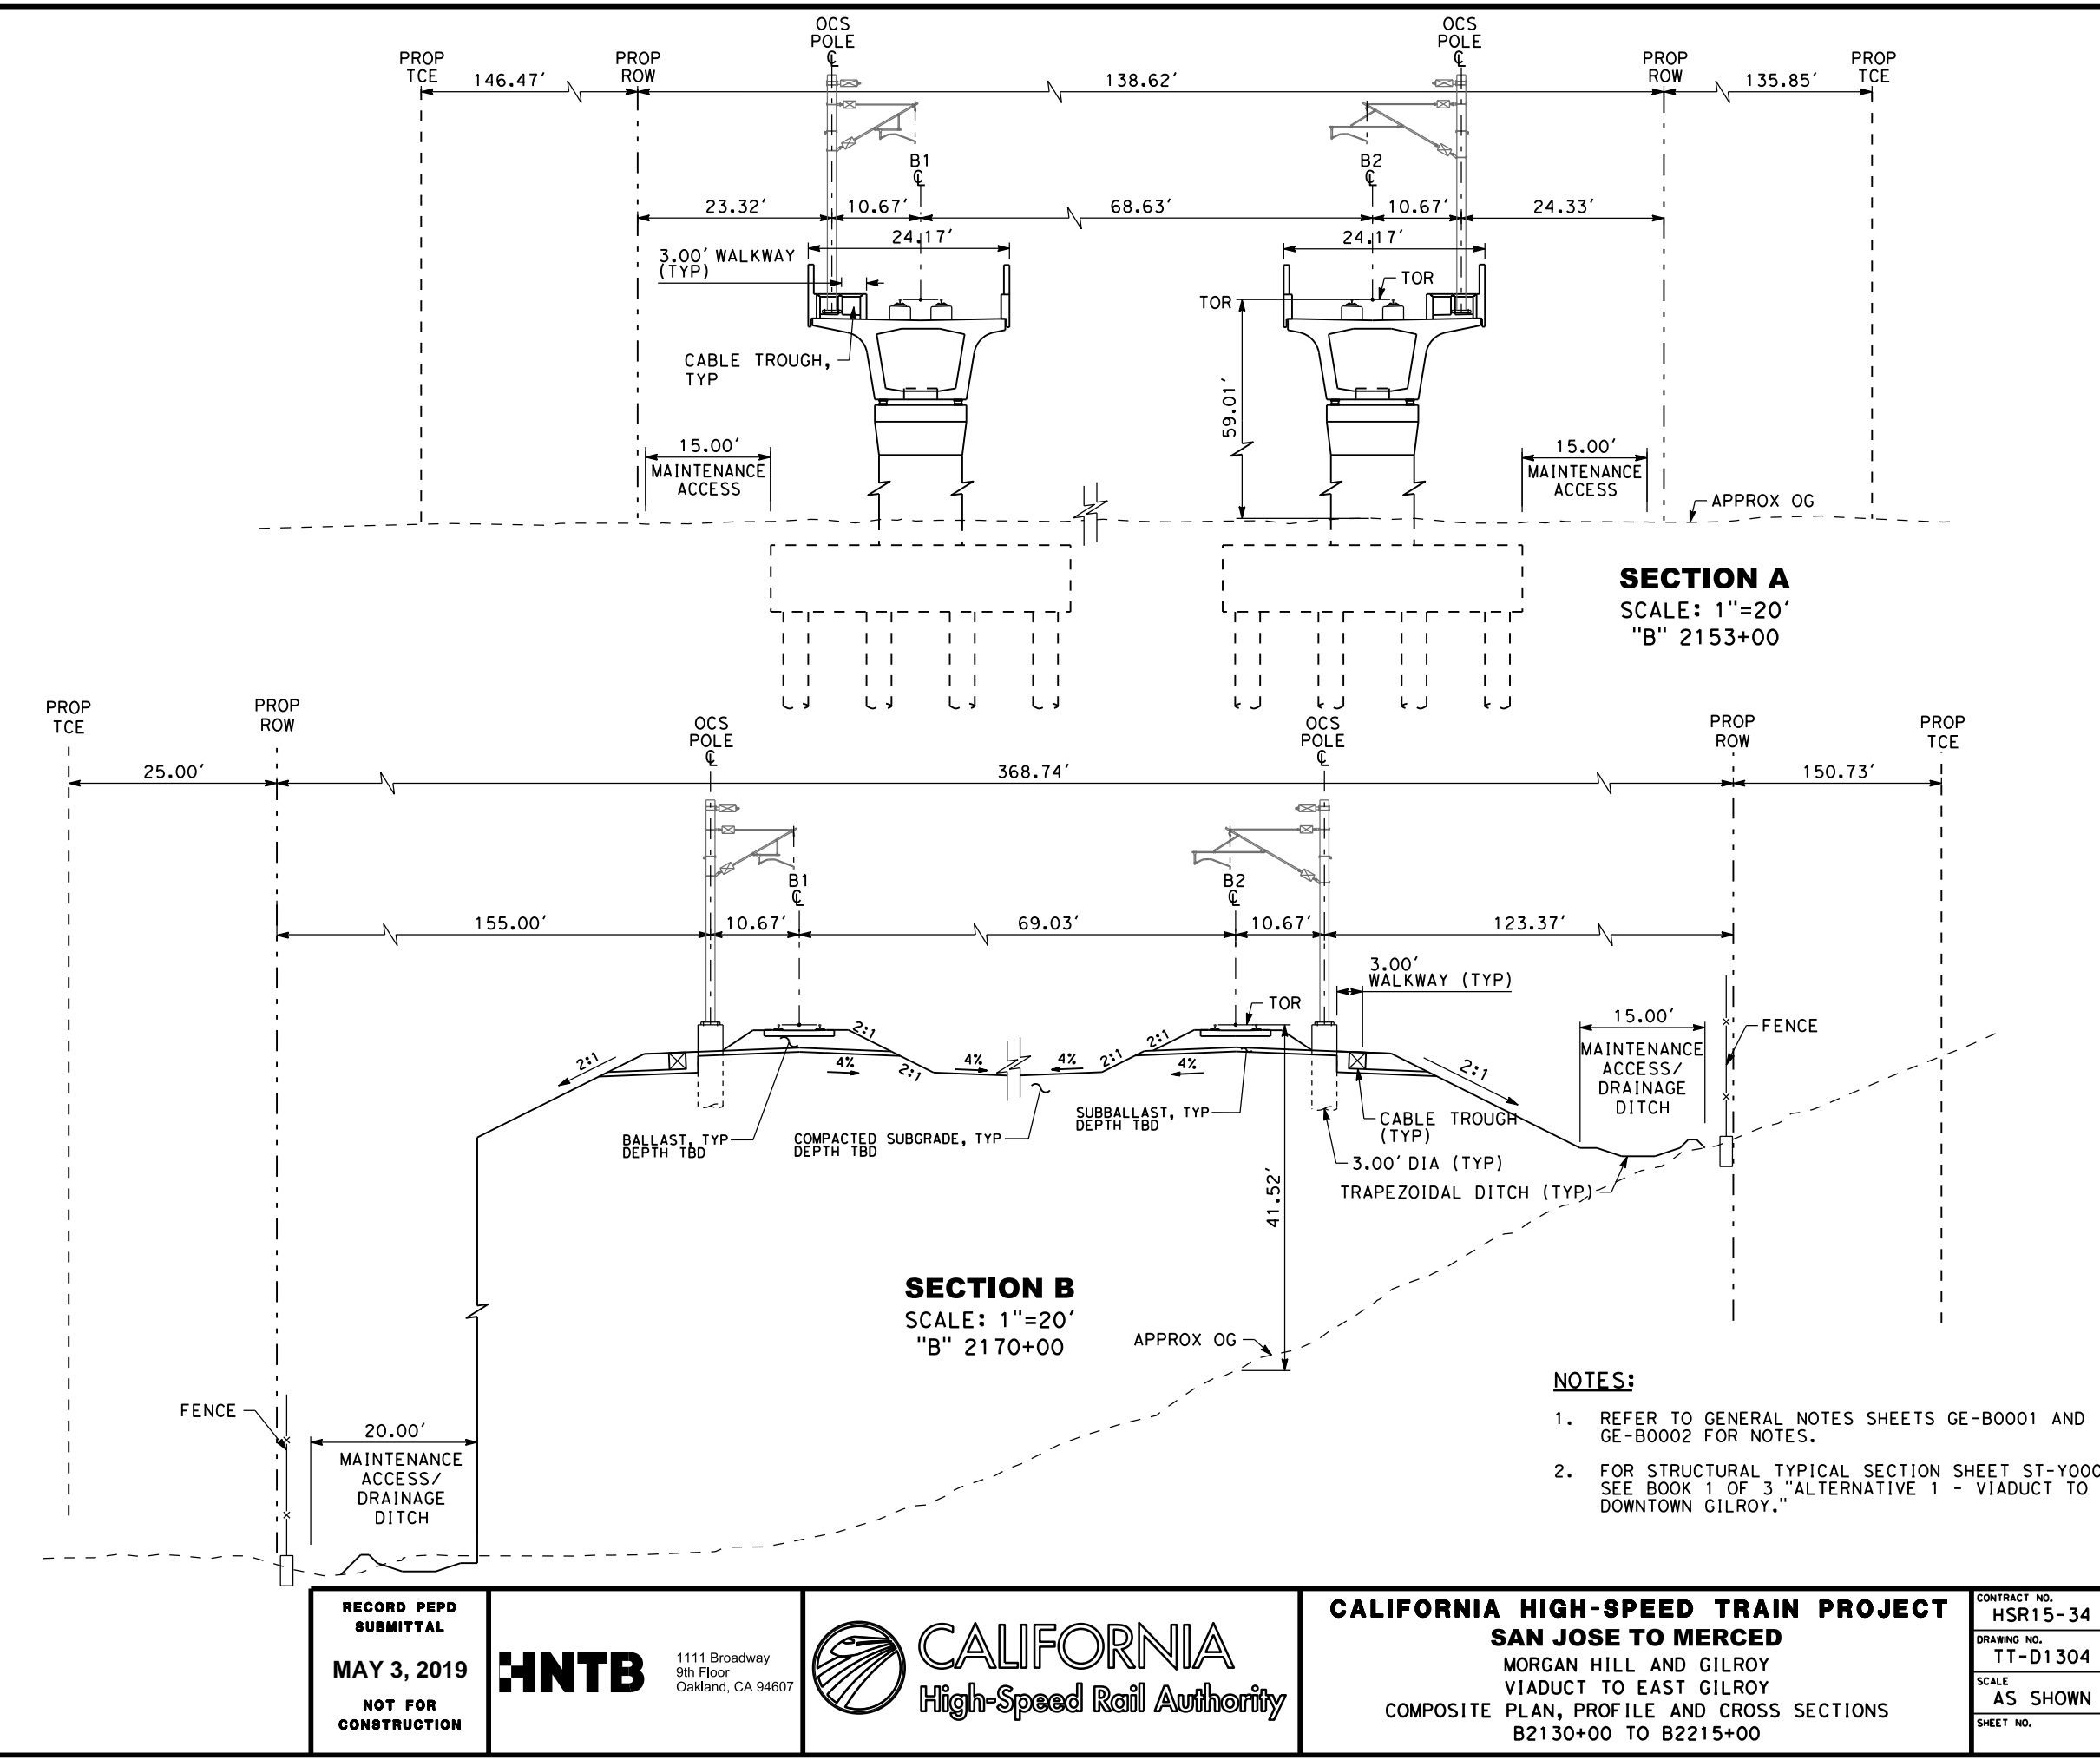 OCS
POLE
℄
OCS
POLE
℄
PROP
TCE
PROP
ROW
PROP
ROW
PROP
TCE
146.47′
138.62′
135.85′
B1
℄
B2
℄
23.32′
10.67′
68.63′
10.67′
24.33′
24.17′
24.17′
3.00′ WALKWAY
(TYP)
TOR
TOR
CABLE TROUGH,
TYP
59.01′
15.00′
MAINTENANCE
ACCESS
15.00′
MAINTENANCE
ACCESS
APPROX OG
SECTION A
SCALE: 1"=20′
"B" 2153+00
PROP
TCE
PROP
ROW
OCS
POLE
℄
OCS
POLE
℄
PROP
ROW
PROP
TCE
25.00′
368.74′
150.73′
B1
℄
B2
℄
155.00′
10.67′
69.03′
10.67′
123.37′
3.00′
WALKWAY (TYP)
TOR
15.00′
MAINTENANCE
ACCESS/
DRAINAGE
DITCH
FENCE
2:1
2:1
2:1
4%
4%
4%
4%
2:1
2:1
2:1
BALLAST, TYP
DEPTH TBD
COMPACTED SUBGRADE, TYP
DEPTH TBD
SUBBALLAST, TYP
DEPTH TBD
CABLE TROUGH
(TYP)
3.00′ DIA (TYP)
TRAPEZOIDAL DITCH (TYP)
41.52′
SECTION B
SCALE: 1"=20′
"B" 2170+00
APPROX OG
FENCE
20.00′
MAINTENANCE
ACCESS/
DRAINAGE
DITCH
NOTES:
1. REFER TO GENERAL NOTES SHEETS GE-B0001 AND
GE-B0002 FOR NOTES.
2. FOR STRUCTURAL TYPICAL SECTION SHEET ST-Y000
SEE BOOK 1 OF 3 "ALTERNATIVE 1 - VIADUCT TO
DOWNTOWN GILROY."
RECORD PEPD
SUBMITTAL
MAY 3, 2019
NOT FOR
CONSTRUCTION
HNTB
1111 Broadway
9th Floor
Oakland, CA 94607
CALIFORNIA
High-Speed Rail Authority
CALIFORNIA HIGH-SPEED TRAIN PROJECT
SAN JOSE TO MERCED
MORGAN HILL AND GILROY
VIADUCT TO EAST GILROY
COMPOSITE PLAN, PROFILE AND CROSS SECTIONS
B2130+00 TO B2215+00
CONTRACT NO.
HSR15-34
DRAWING NO.
TT-D1304
SCALE
AS SHOWN
SHEET NO.